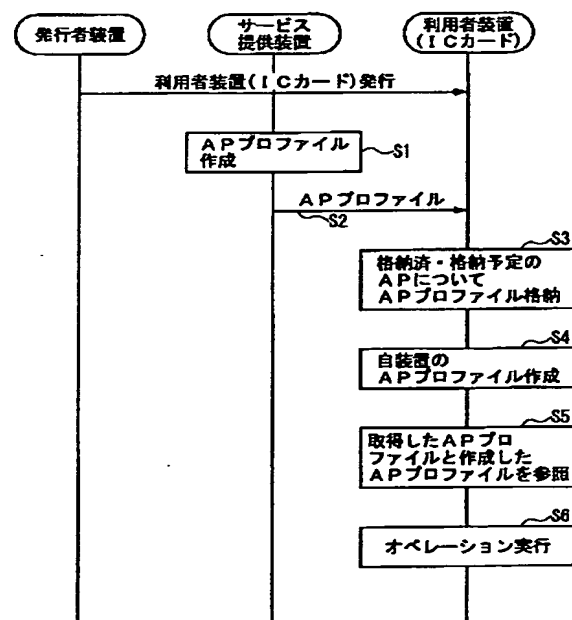 発行者装置
サービス
提供装置
利用者装置
(ICカード)
利用者装置(ICカード)発行
APプロファイル
作成
S1
APプロファイル
S2
S3
格納済・格納予定の
APについて
APプロファイル格納
S4
自装置の
APプロファイル作成
S5
取得したAPプロ
ファイルと作成した
APプロファイルを参照
S6
オペレーション実行